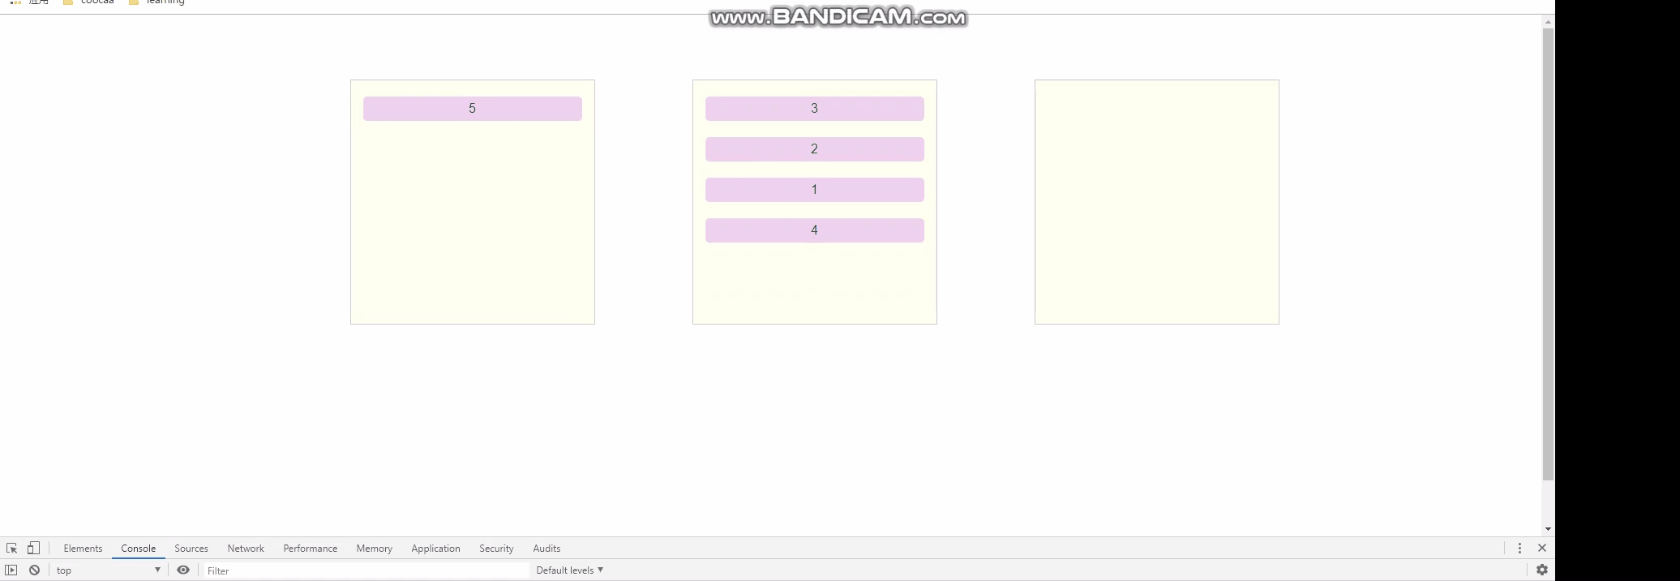 应用 coocaa learning
www.BANDICAM.com
5
3
2
1
4
Elements Console Sources Network Performance Memory Application Security Audits
top Filter Default levels